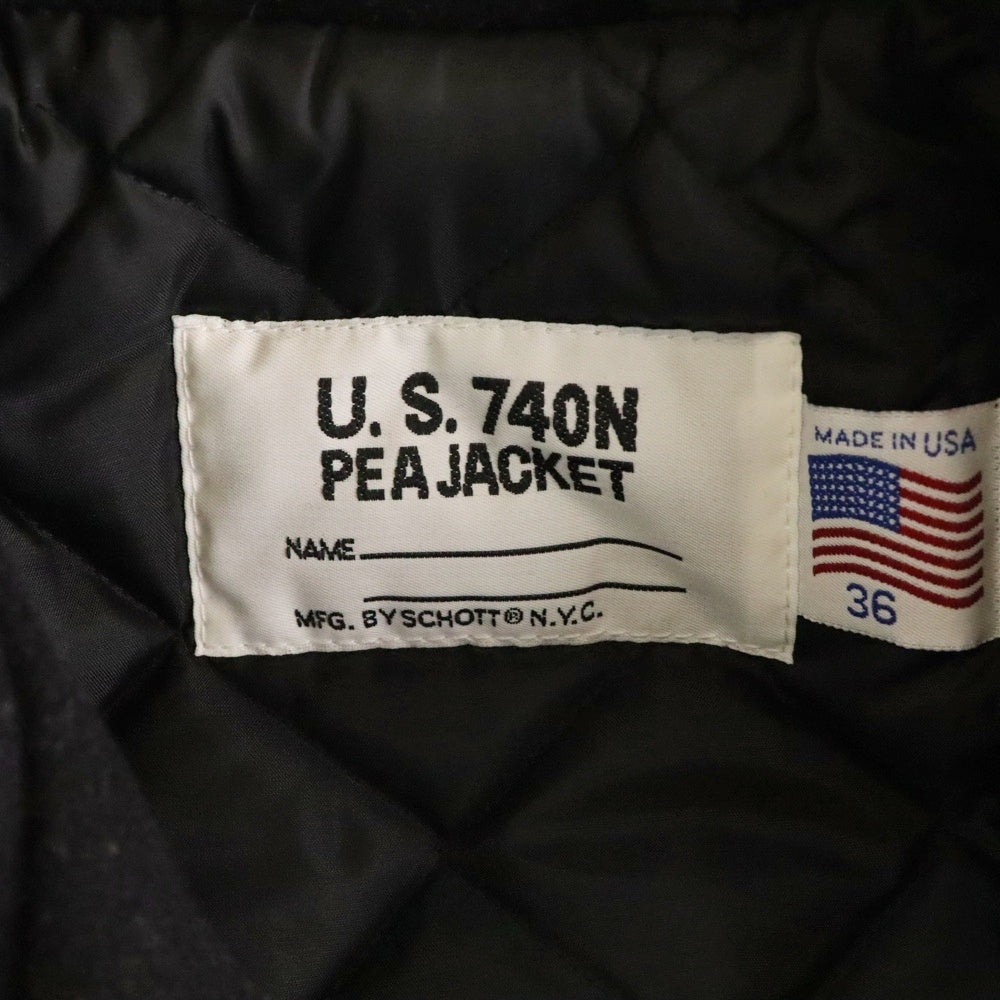 U. S. 740N
PEA JACKET
NAME
MFG. BY SCHOTT® N.Y.C.
MADE IN USA
36